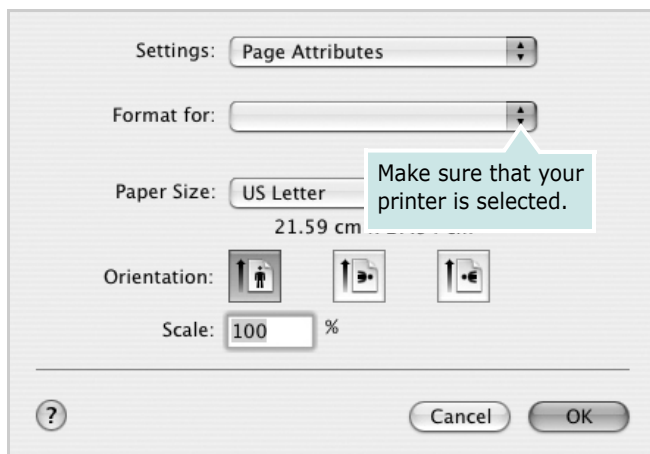 Settings: Page Attributes
Format for:
Make sure that your
printer is selected.
Paper Size: US Letter
21.59 cm
Orientation:
Scale: 100 %
? Cancel OK